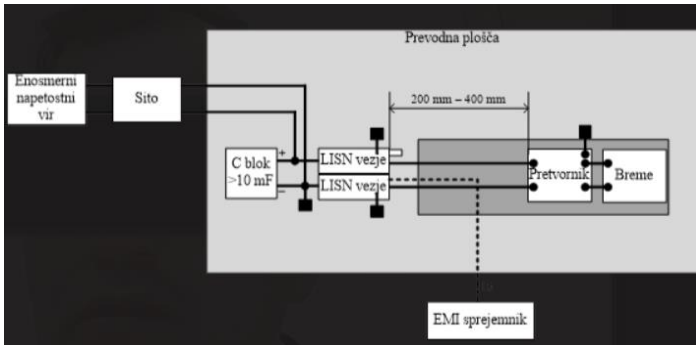 Prevodna plošča
Enosmerni
napetostni
vir
Sito
200 mm – 400 mm
C blok
>10 mF
+
−
LISN vezje
LISN vezje
Pretvornik
Breme
EMI sprejemnik